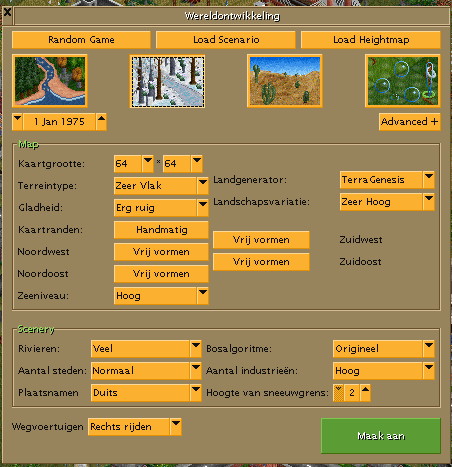 Wereldontwikkeling
Random Game Load Scenario Load Heightmap
1 Jan 1975 Advanced +
Map
Kaartgrootte: 64 * 64
Landgenerator: TerraGenesis
Terreintype: Zeer Vlak
Landschapsvariatie: Zeer Hoog
Gladheid: Erg ruig
Kaartranden: Handmatig
Vrij vormen Zuidwest
Noordwest Vrij vormen
Vrij vormen Zuidoost
Noordoost Vrij vormen
Zeeniveau: Hoog
Scenery
Rivieren: Veel Bosalgoritme: Origineel
Aantal steden: Normaal Aantal industrieën: Hoog
Plaatsnamen Duits Hoogte van sneeuwgrens: 2
Wegvoertuigen Rechts rijden
Maak aan